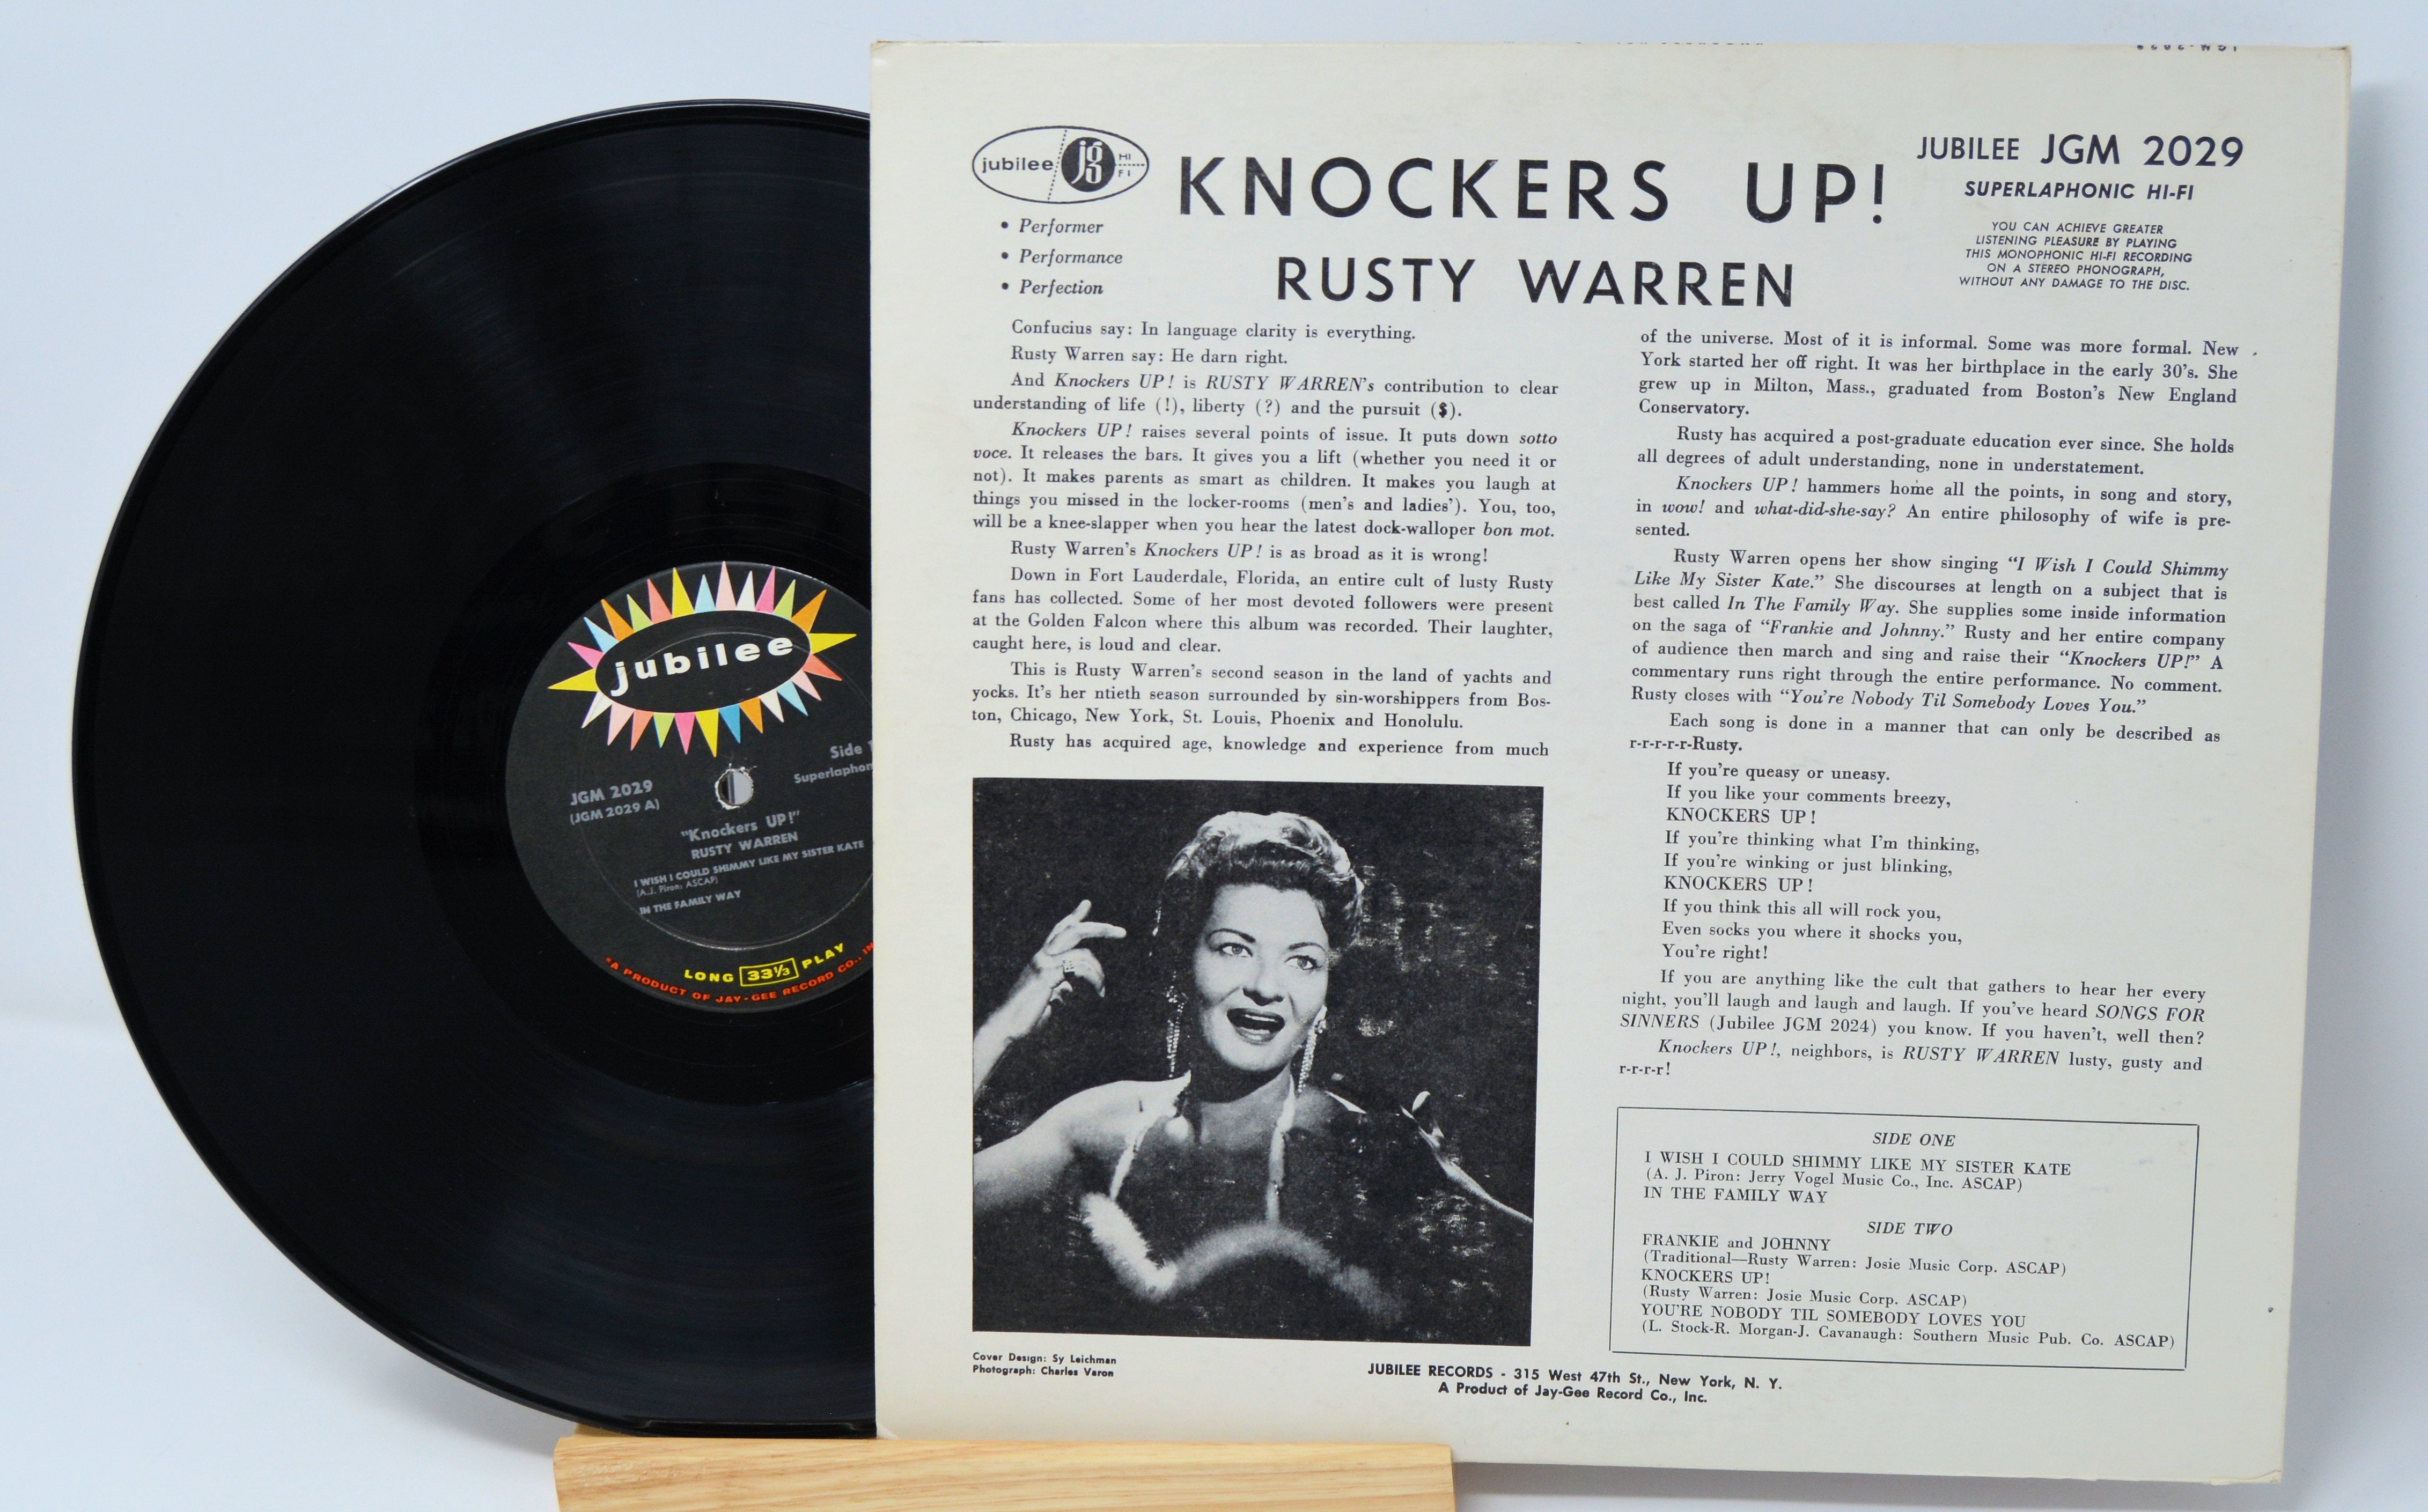 jubilee
Side
Superlaphon
JGM 2029
(JGM 2029 A)
"Knockers UP!"
RUSTY WARREN
I WISH I COULD SHIMMY LIKE MY SISTER KATE
(A.J. Piron: ASCAP)
IN THE FAMILY WAY
LONG 33⅓ PLAY
"A PRODUCT OF JAY-GEE RECORD CO., IN
jubilee jg HI FI
• Performer
• Performance
• Perfection
KNOCKERS UP!
RUSTY WARREN
JUBILEE JGM 2029
SUPERLAPHONIC HI-FI
YOU CAN ACHIEVE GREATER
LISTENING PLEASURE BY PLAYING
THIS MONOPHONIC HI-FI RECORDING
ON A STEREO PHONOGRAPH,
WITHOUT ANY DAMAGE TO THE DISC.
Confucius say: In language clarity is everything.
Rusty Warren say: He darn right.
And Knockers UP! is RUSTY WARREN's contribution to clear
understanding of life (!), liberty (?) and the pursuit ($).
Knockers UP! raises several points of issue. It puts down sotto
voce. It releases the bars. It gives you a lift (whether you need it or
not). It makes parents as smart as children. It makes you laugh at
things you missed in the locker-rooms (men's and ladies'). You, too,
will be a knee-slapper when you hear the latest dock-walloper bon mot.
Rusty Warren's Knockers UP! is as broad as it is wrong!
Down in Fort Lauderdale, Florida, an entire cult of lusty Rusty
fans has collected. Some of her most devoted followers were present
at the Golden Falcon where this album was recorded. Their laughter,
caught here, is loud and clear.
This is Rusty Warren's second season in the land of yachts and
yocks. It's her ntieth season surrounded by sin-worshippers from Bos-
ton, Chicago, New York, St. Louis, Phoenix and Honolulu.
Rusty has acquired age, knowledge and experience from much
of the universe. Most of it is informal. Some was more formal. New
York started her off right. It was her birthplace in the early 30's. She
grew up in Milton, Mass., graduated from Boston's New England
Conservatory.
Rusty has acquired a post-graduate education ever since. She holds
all degrees of adult understanding, none in understatement.
Knockers UP! hammers home all the points, in song and story,
in wow! and what-did-she-say? An entire philosophy of wife is pre-
sented.
Rusty Warren opens her show singing "I Wish I Could Shimmy
Like My Sister Kate." She discourses at length on a subject that is
best called In The Family Way. She supplies some inside information
on the saga of "Frankie and Johnny." Rusty and her entire company
of audience then march and sing and raise their "Knockers UP!" A
commentary runs right through the entire performance. No comment.
Rusty closes with "You're Nobody Til Somebody Loves You."
Each song is done in a manner that can only be described as
r-r-r-r-r-Rusty.
If you're queasy or uneasy.
If you like your comments breezy,
KNOCKERS UP!
If you're thinking what I'm thinking,
If you're winking or just blinking,
KNOCKERS UP!
If you think this all will rock you,
Even socks you where it shocks you,
You're right!
If you are anything like the cult that gathers to hear her every
night, you'll laugh and laugh and laugh. If you've heard SONGS FOR
SINNERS (Jubilee JGM 2024) you know. If you haven't, well then?
Knockers UP!, neighbors, is RUSTY WARREN lusty, gusty and
r-r-r-r!
SIDE ONE
I WISH I COULD SHIMMY LIKE MY SISTER KATE
(A. J. Piron: Jerry Vogel Music Co., Inc. ASCAP)
IN THE FAMILY WAY
SIDE TWO
FRANKIE and JOHNNY
(Traditional—Rusty Warren: Josie Music Corp. ASCAP)
KNOCKERS UP!
(Rusty Warren: Josie Music Corp. ASCAP)
YOU'RE NOBODY TIL SOMEBODY LOVES YOU
(L. Stock-R. Morgan-J. Cavanaugh: Southern Music Pub. Co. ASCAP)
Cover Design: Sy Leichman
Photograph: Charles Varon
JUBILEE RECORDS - 315 West 47th St., New York, N. Y.
A Product of Jay-Gee Record Co., Inc.